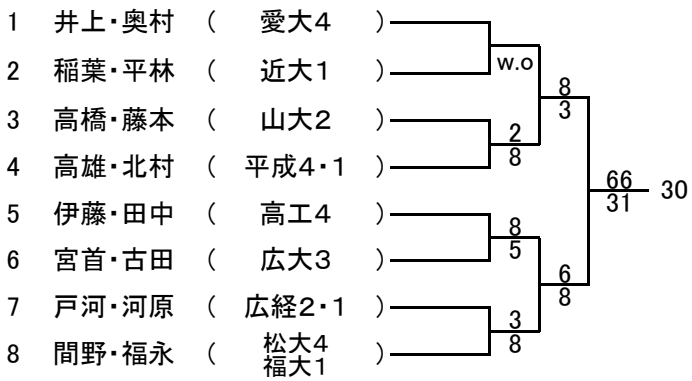 1 井上・奥村 ( 愛大4 )
w.o
2 稲葉・平林 ( 近大1 )
8
3
3 高橋・藤本 ( 山大2 )
2
8
4 高雄・北村 ( 平成4・1 )
66
31
30
5 伊藤・田中 ( 高工4 )
8
5
6 宮首・古田 ( 広大3 )
6
8
7 戸河・河原 ( 広経2・1 )
3
8
8 間野・福永 ( 松大4
福大1 )